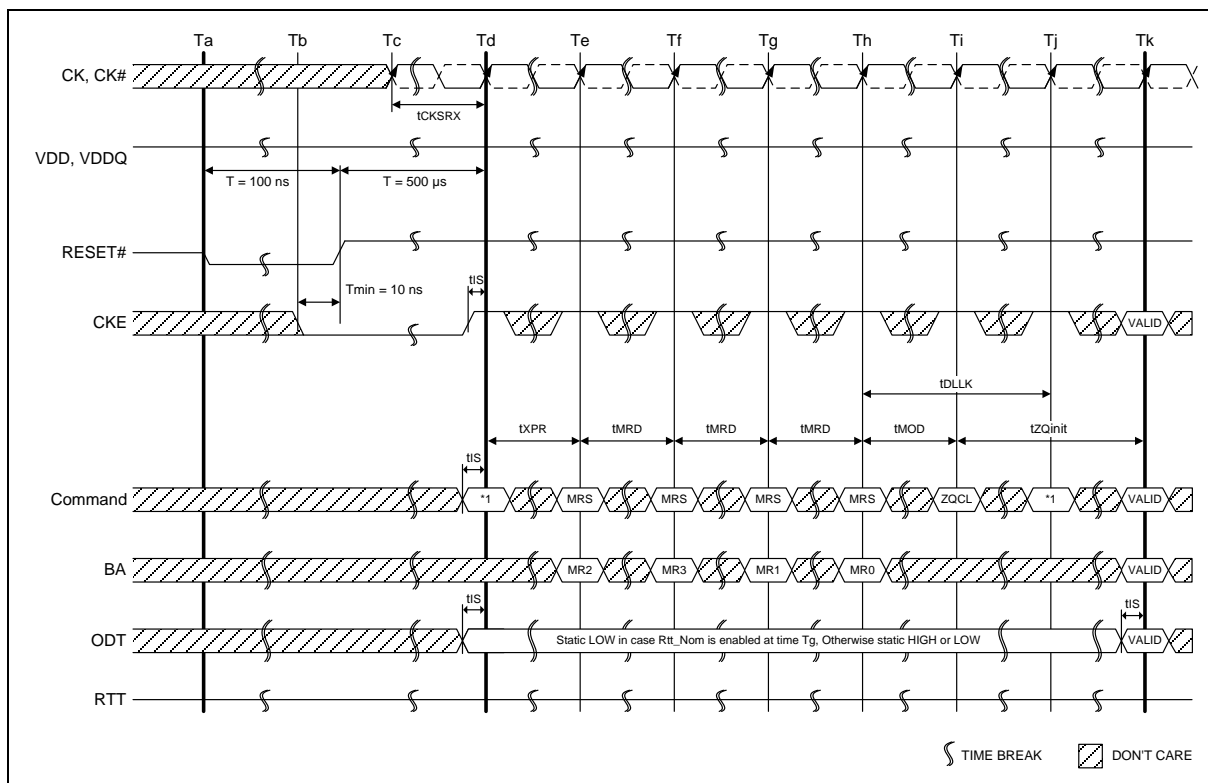 Ta Tb Tc Td Te Tf Tg Th Ti Tj Tk
CK, CK#
tCKSRX
VDD, VDDQ
T = 100 ns T = 500 µs
RESET#
tIS
Tmin = 10 ns
CKE
VALID
tDLLK
tXPR tMRD tMRD tMRD tMOD tZQinit
tIS
Command *1 MRS MRS MRS MRS ZQCL *1 VALID
BA MR2 MR3 MR1 MR0 VALID
tIS tIS
ODT Static LOW in case Rtt_Nom is enabled at time Tg, Otherwise static HIGH or LOW VALID
RTT
TIME BREAK DON'T CARE